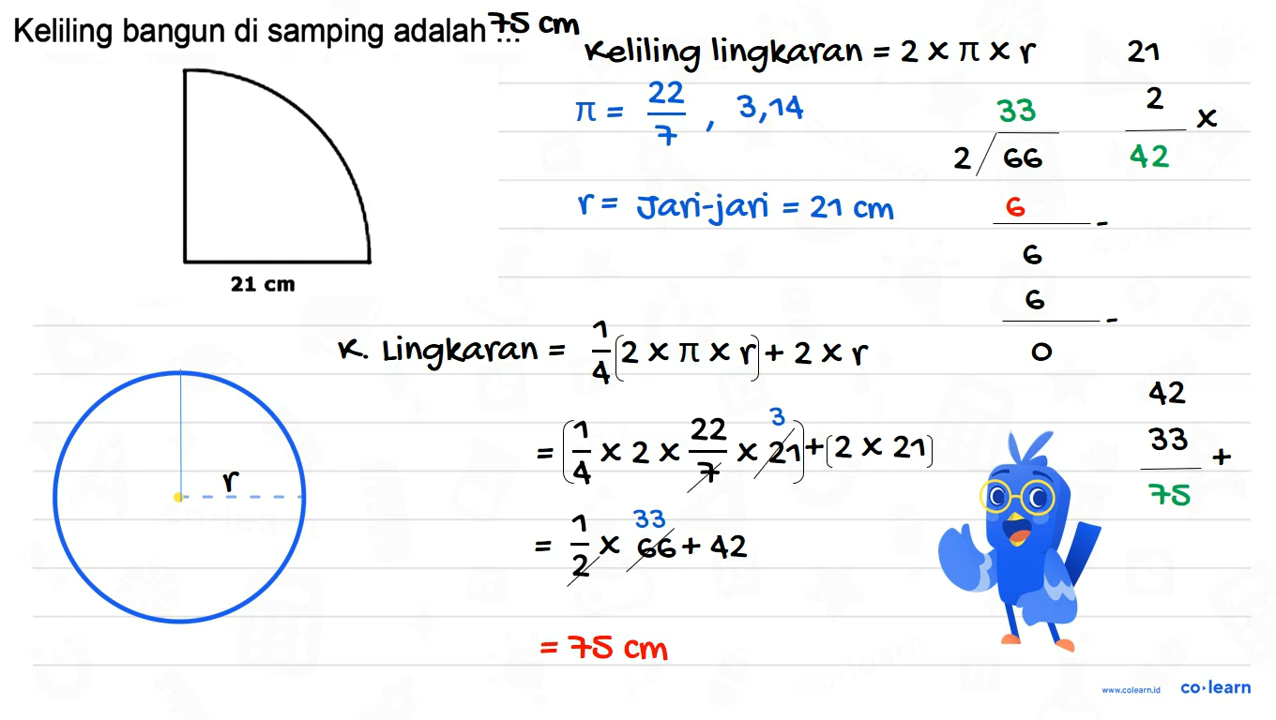 Keliling bangun di samping adalah ... 75 cm
21 cm
Keliling lingkaran = 2 x π x r
π = 22/7 , 3,14
r = Jari-jari = 21 cm
33
2 / 66
6 -
6
6 -
0
21
2 x
42
K. Lingkaran = 1/4 (2 x π x r) + 2 x r
= (1/4 x 2 x 22/7 x 21) + (2 x 21)
3
= 1/2 x 66 + 42
33
= 75 cm
r
42
33 +
75
www.colearn.id co·learn